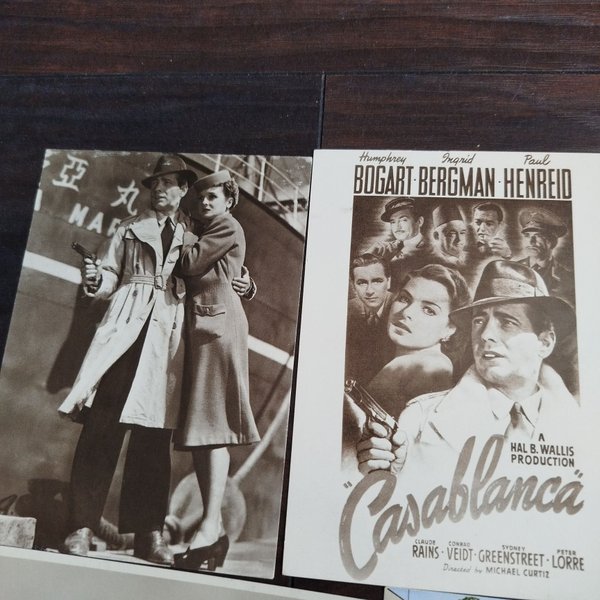 亞丸
MAR
Humphrey Ingrid Paul
BOGART · BERGMAN · HENREID
A
HAL B. WALLIS
PRODUCTION
"Casablanca"
CLAUDE RAINS CONRAD VEIDT SYDNEY GREENSTREET PETER LORRE
Directed by MICHAEL CURTIZ